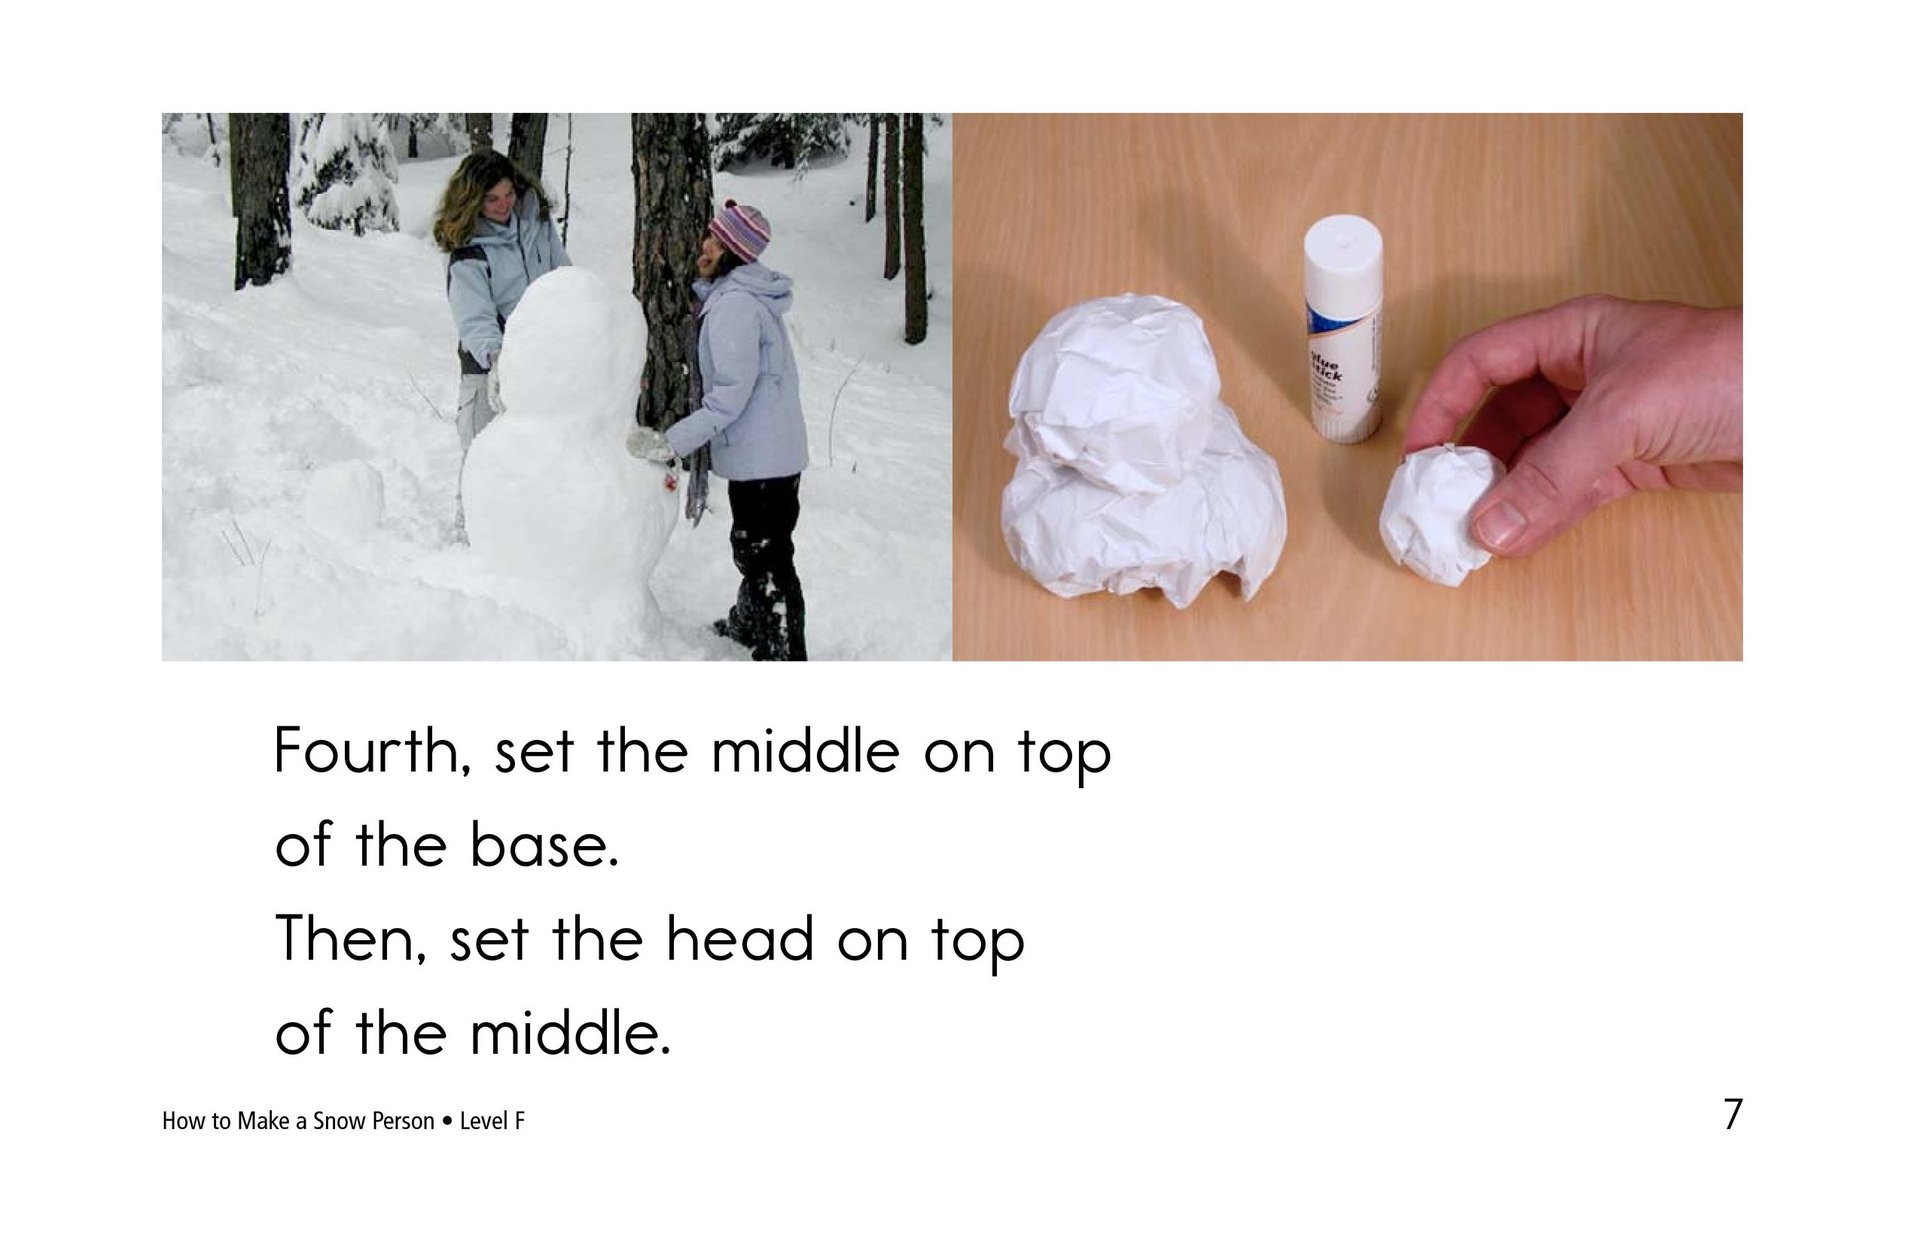 glue
stick
Fourth, set the middle on top
of the base.
Then, set the head on top
of the middle.
How to Make a Snow Person • Level F
7